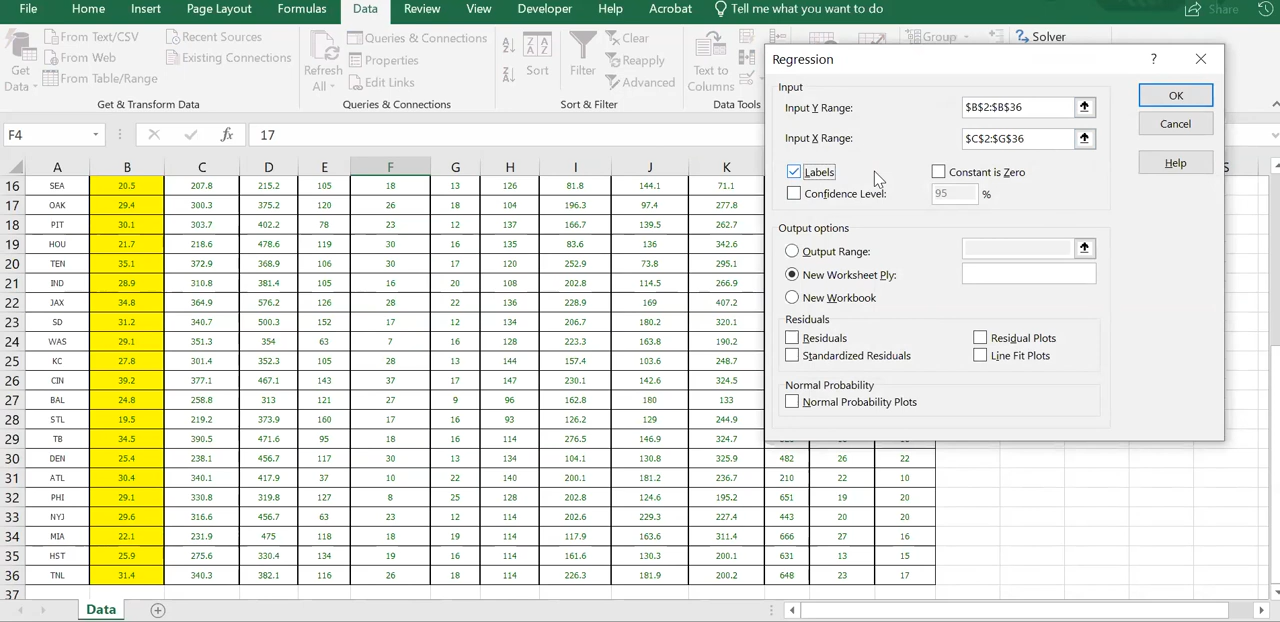 File Home Insert Page Layout Formulas Data Review View Developer Help Acrobat Tell me what you want to do Share
From Text/CSV Recent Sources Queries & Connections Clear Group Solver
Get Data From Web Existing Connections Refresh All Properties Sort Filter Reapply Text to Columns
From Table/Range Edit Links Advanced
Get & Transform Data Queries & Connections Sort & Filter Data Tools
F4 fx 17
A B C D E F G H I J K S
16 SEA 20.5 207.8 215.2 105 18 13 126 81.8 144.1 71.1
17 OAK 29.4 300.3 375.2 120 26 18 104 196.3 97.4 277.8
18 PIT 30.1 303.7 402.2 78 23 12 137 166.7 139.5 262.7
19 HOU 21.7 218.6 478.6 119 30 16 135 83.6 136 342.6
20 TEN 35.1 372.9 368.9 106 30 17 120 252.9 73.8 295.1
21 IND 28.9 310.8 381.4 105 16 20 108 202.8 114.5 266.9
22 JAX 34.8 364.9 576.2 126 28 22 136 228.9 169 407.2
23 SD 31.2 340.7 500.3 152 17 12 134 206.7 180.2 320.1
24 WAS 29.1 351.3 354 63 7 16 128 223.3 163.8 190.2
25 KC 27.8 301.4 352.3 105 28 13 144 157.4 103.6 248.7
26 CIN 39.2 377.1 467.1 143 37 17 147 230.1 142.6 324.5
27 BAL 24.8 258.8 313 121 27 9 96 162.8 180 133
28 STL 19.5 219.2 373.9 160 17 16 93 126.2 129 244.9
29 TB 34.5 390.5 471.6 95 18 16 114 276.5 146.9 324.7
30 DEN 25.4 238.1 456.7 117 30 13 134 104.1 130.8 325.9 482 26 22
31 ATL 30.4 340.1 417.9 37 10 22 140 200.1 181.2 236.7 210 22 10
32 PHI 29.1 330.8 319.8 127 8 25 128 202.8 124.6 195.2 651 19 20
33 NYJ 29.6 316.6 456.7 63 23 12 114 202.6 229.3 227.4 443 20 20
34 MIA 22.1 231.9 475 118 18 19 114 117.9 163.6 311.4 666 27 16
35 HST 25.9 275.6 330.4 134 19 16 114 161.6 130.3 200.1 631 13 15
36 TNL 31.4 340.3 382.1 116 26 18 114 226.3 181.9 200.2 648 23 17
37
Data
Regression ?
Input
Input Y Range: $B$2:$B$36 OK
Input X Range: $C$2:$G$36 Cancel
Labels Constant is Zero Help
Confidence Level: 95 %
Output options
Output Range:
New Worksheet Ply:
New Workbook
Residuals
Residuals Residual Plots
Standardized Residuals Line Fit Plots
Normal Probability
Normal Probability Plots